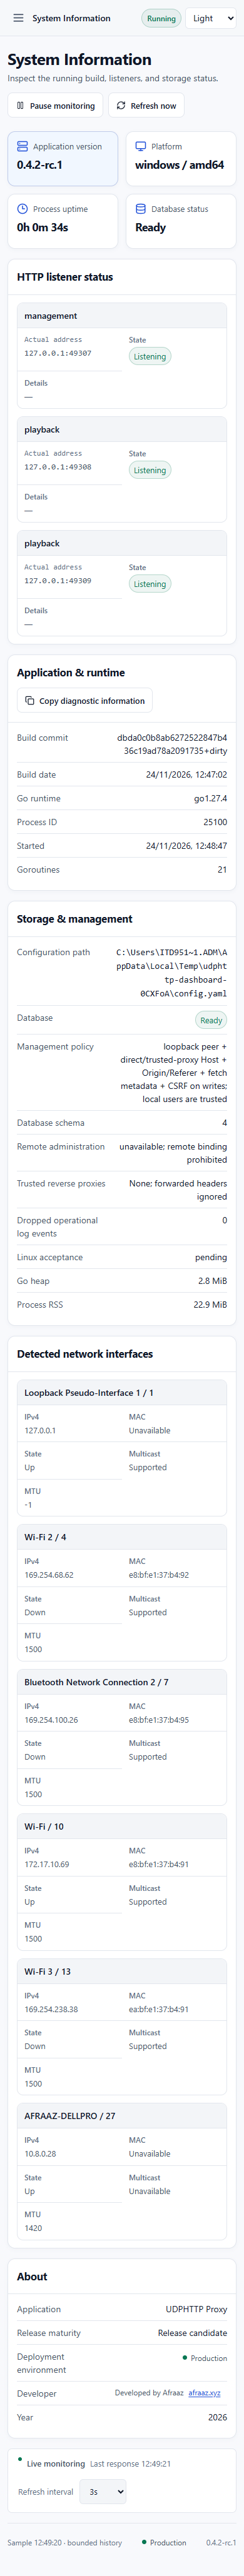 System Information
Running
Light
System Information
Inspect the running build, listeners, and storage status.
Pause monitoring
Refresh now
Application version
0.4.2-rc.1
Platform
windows / amd64
Process uptime
0h 0m 34s
Database status
Ready
HTTP listener status
management
Actual address
127.0.0.1:49307
State
Listening
Details
—
playback
Actual address
127.0.0.1:49308
State
Listening
Details
—
playback
Actual address
127.0.0.1:49309
State
Listening
Details
—
Application & runtime
Copy diagnostic information
Build commit
dbda0c0b8ab6272522847b4
36c19ad78a2091735+dirty
Build date
24/11/2026, 12:47:02
Go runtime
go1.27.4
Process ID
25100
Started
24/11/2026, 12:48:47
Goroutines
21
Storage & management
Configuration path
C:\Users\ITD951~1.ADM\A
ppData\Local\Temp\udpht
tp-dashboard-
0CXFoA\config.yaml
Database
Ready
Management policy
loopback peer +
direct/trusted-proxy Host +
Origin/Referer + fetch
metadata + CSRF on writes;
local users are trusted
Database schema
4
Remote administration
unavailable; remote binding
prohibited
Trusted reverse proxies
None; forwarded headers
ignored
Dropped operational
log events
0
Linux acceptance
pending
Go heap
2.8 MiB
Process RSS
22.9 MiB
Detected network interfaces
Loopback Pseudo-Interface 1 / 1
IPv4
127.0.0.1
MAC
Unavailable
State
Up
Multicast
Supported
MTU
-1
Wi-Fi 2 / 4
IPv4
169.254.68.62
MAC
e8:bf:e1:37:b4:92
State
Down
Multicast
Supported
MTU
1500
Bluetooth Network Connection 2 / 7
IPv4
169.254.100.26
MAC
e8:bf:e1:37:b4:95
State
Down
Multicast
Supported
MTU
1500
Wi-Fi / 10
IPv4
172.17.10.69
MAC
e8:bf:e1:37:b4:91
State
Up
Multicast
Supported
MTU
1500
Wi-Fi 3 / 13
IPv4
169.254.238.38
MAC
ea:bf:e1:37:b4:91
State
Down
Multicast
Supported
MTU
1500
AFRAAZ-DELLPRO / 27
IPv4
10.8.0.28
MAC
Unavailable
State
Up
Multicast
Unavailable
MTU
1420
About
Application
UDPHTTP Proxy
Release maturity
Release candidate
Deployment
environment
Production
Developer
Developed by Afraaz afraaz.xyz
Year
2026
Live monitoring Last response 12:49:21
Refresh interval
3s
Sample 12:49:20 · bounded history
Production
0.4.2-rc.1